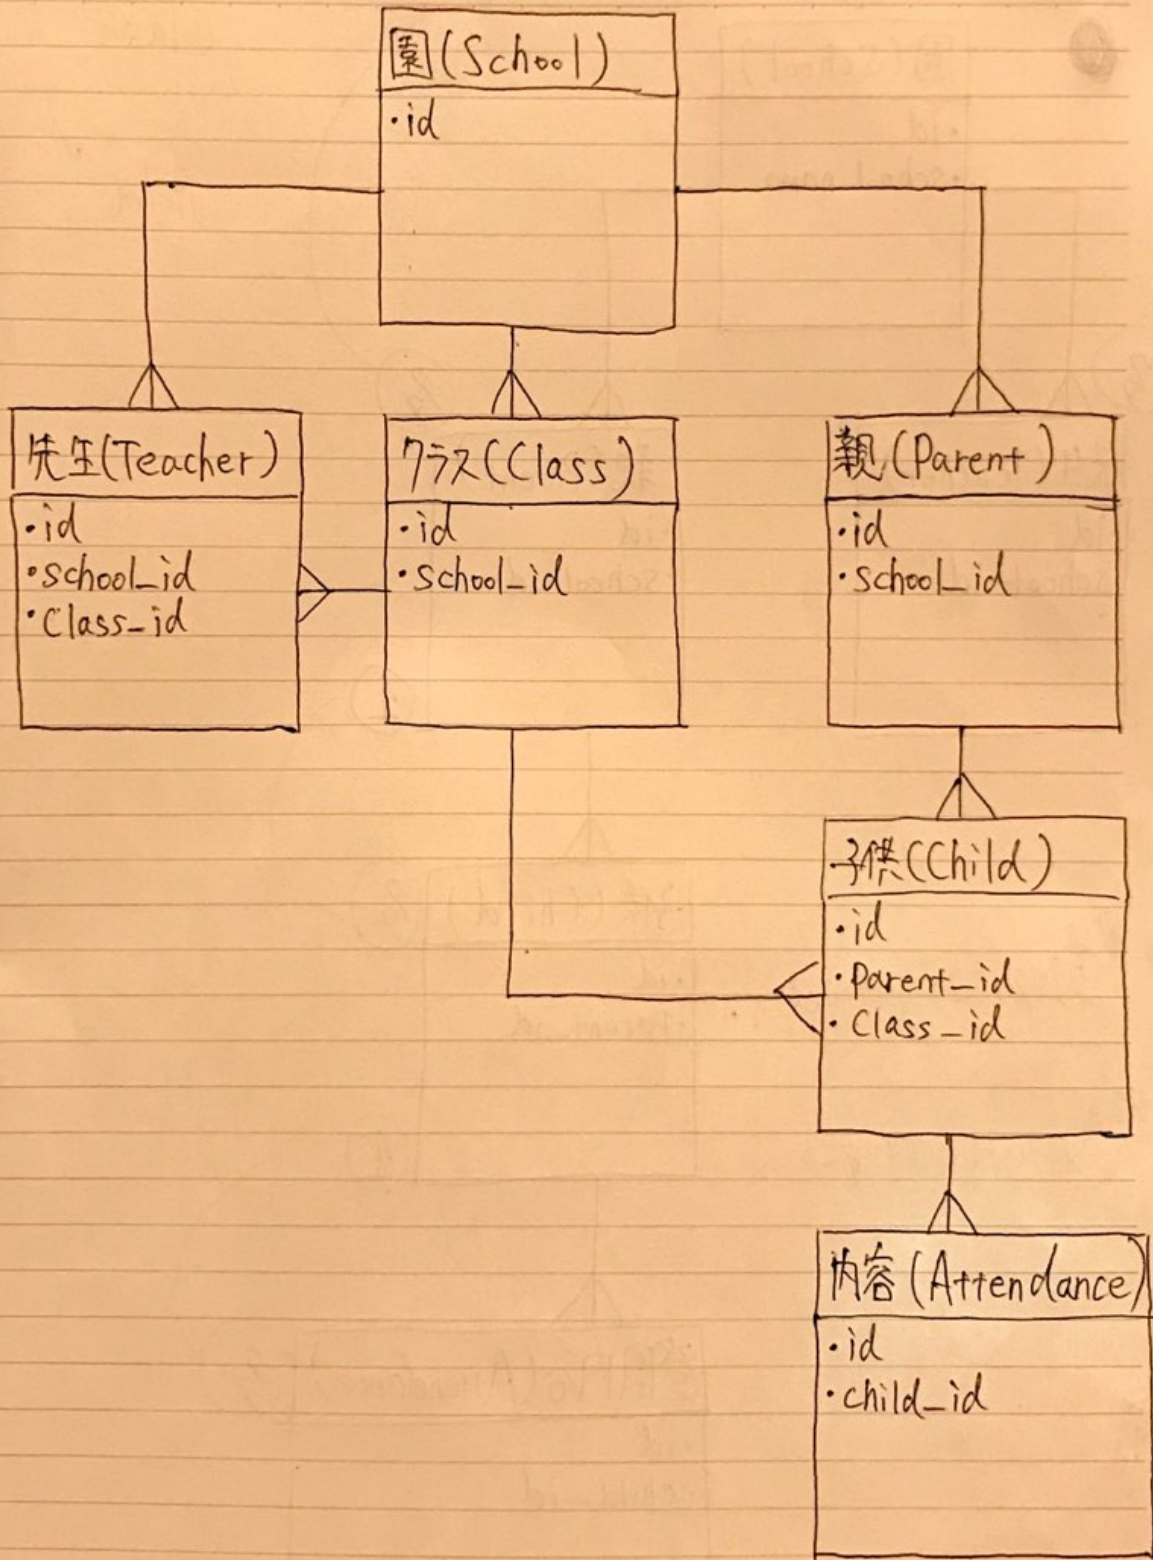 園(School)
・id
先生(Teacher)
・id
・school_id
・Class_id
クラス(Class)
・id
・school_id
親(Parent)
・id
・school_id
子供(Child)
・id
・Parent_id
・Class_id
内容(Attendance)
・id
・child_id